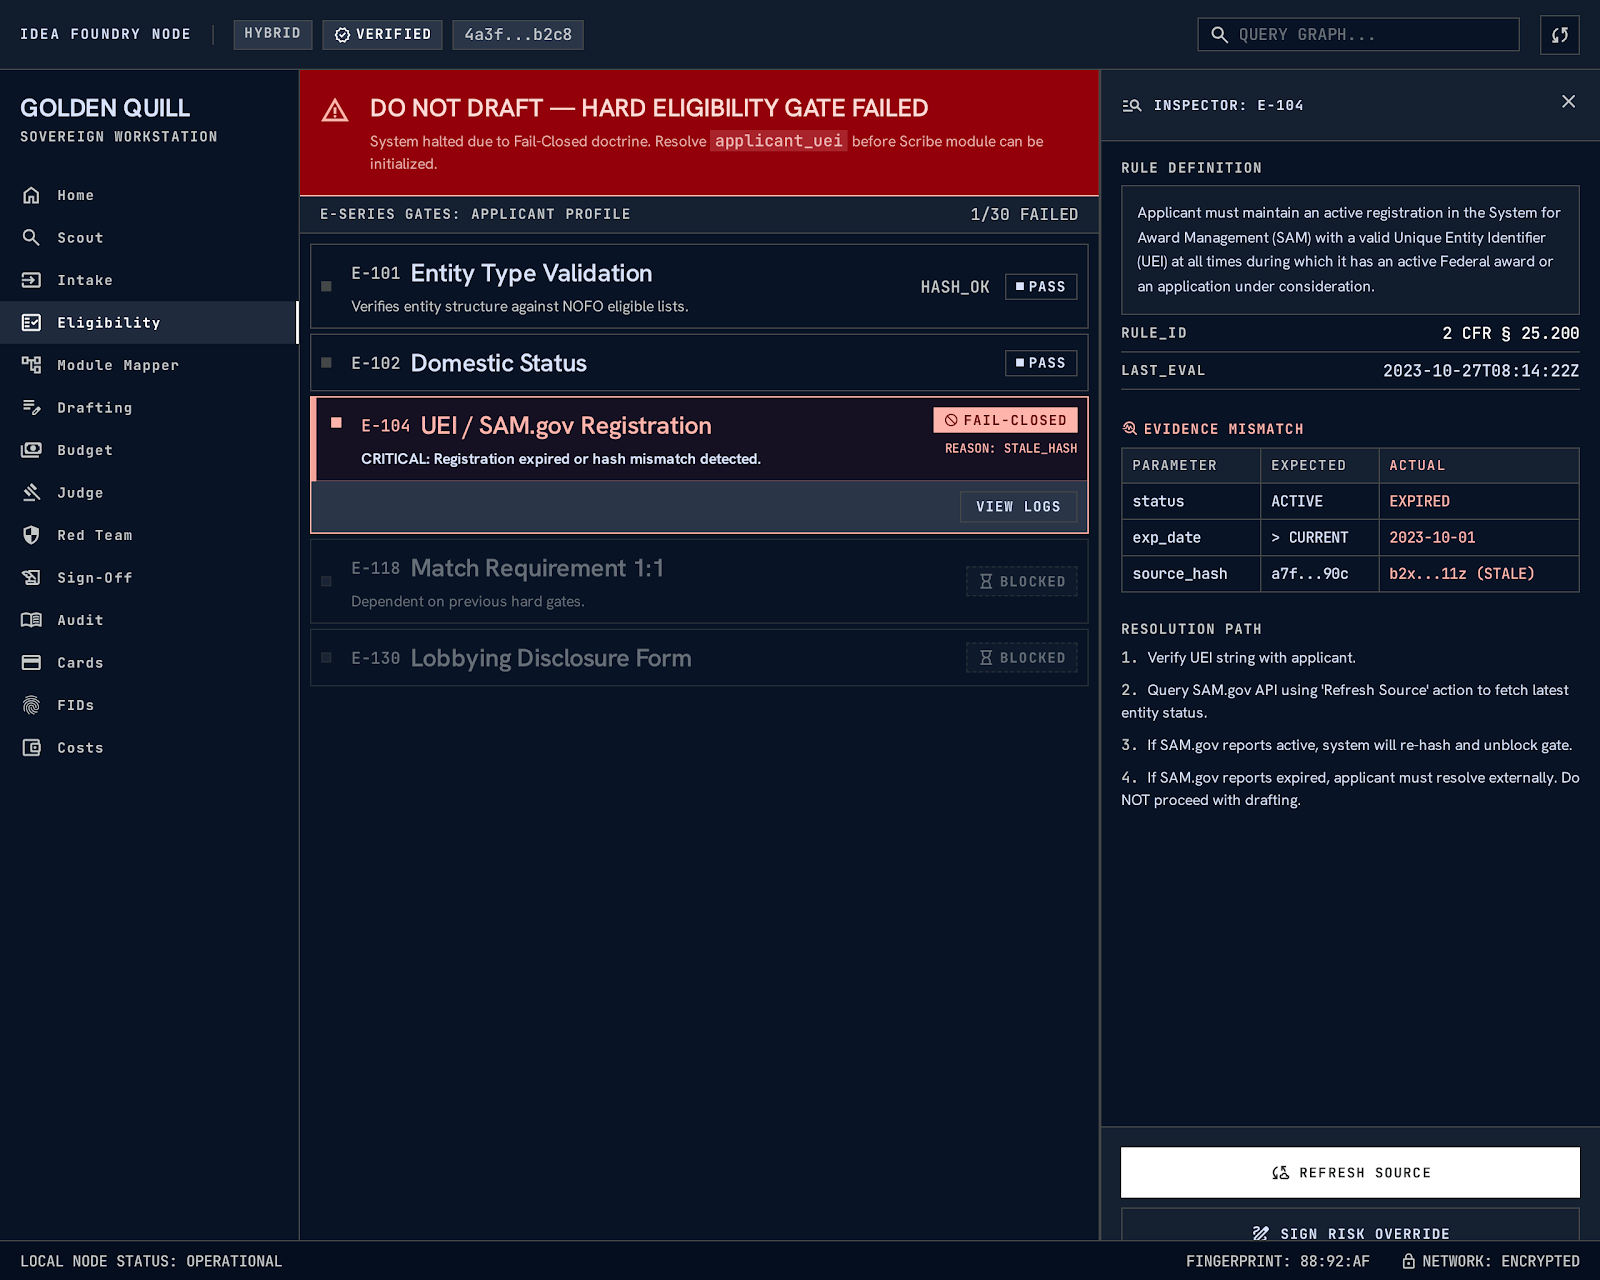 IDEA FOUNDRY NODE
HYBRID
VERIFIED
4a3f...b2c8
QUERY GRAPH...
GOLDEN QUILL
SOVEREIGN WORKSTATION
Home
Scout
Intake
Eligibility
Module Mapper
Drafting
Budget
Judge
Red Team
Sign-Off
Audit
Cards
FIDs
Costs
DO NOT DRAFT — HARD ELIGIBILITY GATE FAILED
System halted due to Fail-Closed doctrine. Resolve applicant_uei before Scribe module can be
initialized.
E-SERIES GATES: APPLICANT PROFILE
1/30 FAILED
E-101 Entity Type Validation
Verifies entity structure against NOFO eligible lists.
HASH_OK
PASS
E-102 Domestic Status
PASS
E-104 UEI / SAM.gov Registration
CRITICAL: Registration expired or hash mismatch detected.
FAIL-CLOSED
REASON: STALE_HASH
VIEW LOGS
E-118 Match Requirement 1:1
Dependent on previous hard gates.
BLOCKED
E-130 Lobbying Disclosure Form
BLOCKED
INSPECTOR: E-104
RULE DEFINITION
Applicant must maintain an active registration in the System for
Award Management (SAM) with a valid Unique Entity Identifier
(UEI) at all times during which it has an active Federal award or
an application under consideration.
RULE_ID 2 CFR § 25.200
LAST_EVAL 2023-10-27T08:14:22Z
EVIDENCE MISMATCH
PARAMETER EXPECTED ACTUAL
status ACTIVE EXPIRED
exp_date > CURRENT 2023-10-01
source_hash a7f...90c b2x...11z (STALE)
RESOLUTION PATH
1. Verify UEI string with applicant.
2. Query SAM.gov API using 'Refresh Source' action to fetch latest
entity status.
3. If SAM.gov reports active, system will re-hash and unblock gate.
4. If SAM.gov reports expired, applicant must resolve externally. Do
NOT proceed with drafting.
REFRESH SOURCE
SIGN RISK OVERRIDE
LOCAL NODE STATUS: OPERATIONAL
FINGERPRINT: 88:92:AF
NETWORK: ENCRYPTED